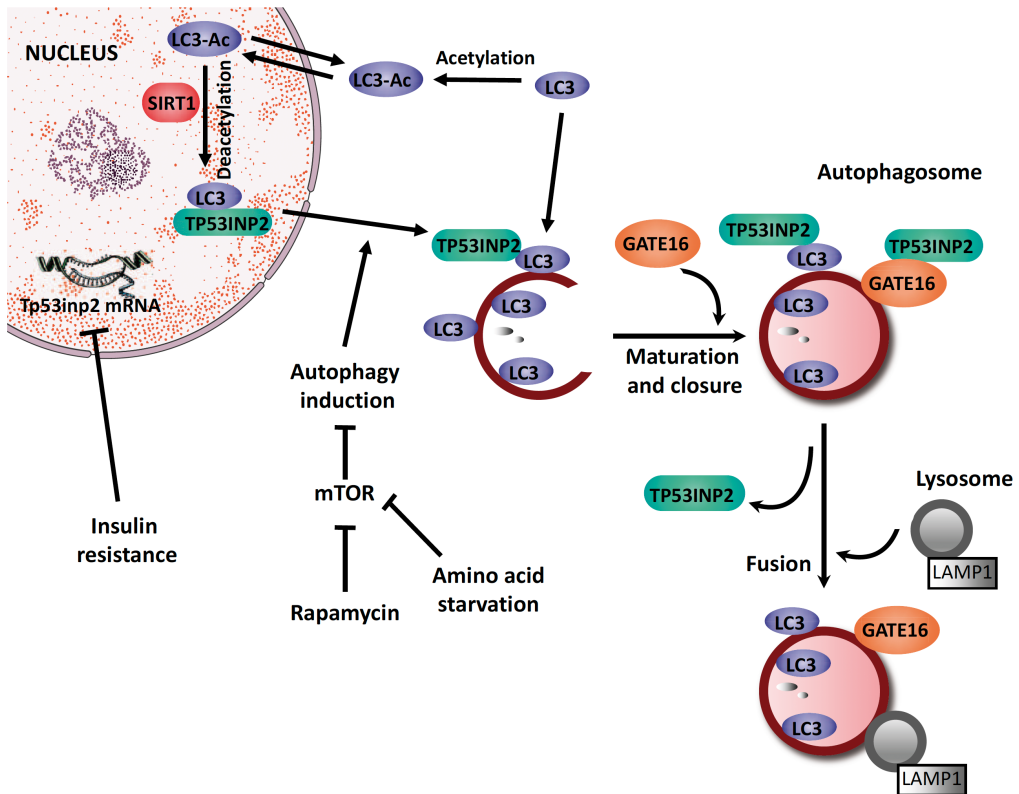 NUCLEUS
LC3-Ac
SIRT1
Deacetylation
LC3
TP53INP2
Tp53inp2 mRNA
LC3-Ac
Acetylation
LC3
Insulin
resistance
Autophagy
induction
mTOR
Rapamycin
Amino acid
starvation
TP53INP2
LC3
LC3
LC3
LC3
GATE16
Maturation
and closure
Autophagosome
TP53INP2
LC3
TP53INP2
GATE16
LC3
LC3
TP53INP2
Lysosome
LAMP1
Fusion
LC3
GATE16
LC3
LC3
LAMP1